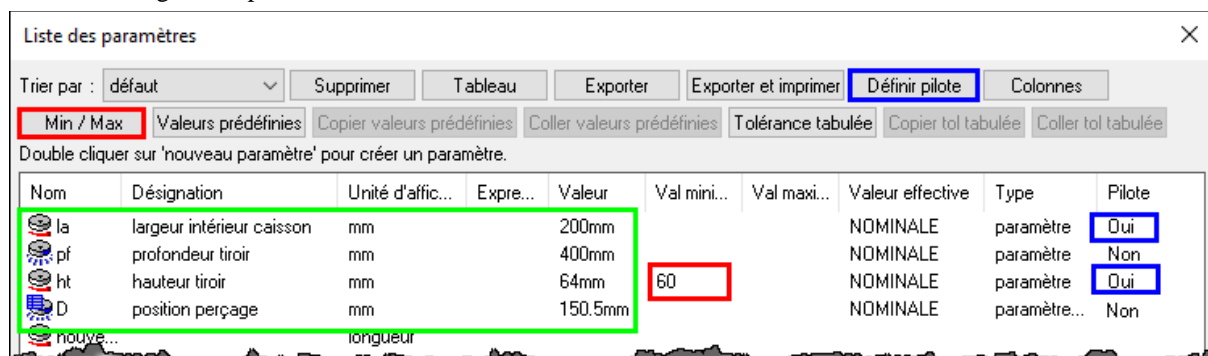 Liste des paramètres
Trier par : défaut Supprimer Tableau Exporter Exporter et imprimer Définir pilote Colonnes
Min / Max Valeurs prédéfinies Copier valeurs prédéfinies Coller valeurs prédéfinies Tolérance tabulée Copier tol tabulée Coller tol tabulée
Double cliquer sur 'nouveau paramètre' pour créer un paramètre.
Nom Désignation Unité d'affic... Expre... Valeur Val mini... Val maxi... Valeur effective Type Pilote
la largeur intérieur caisson mm 200mm NOMINALE paramètre Oui
pf profondeur tiroir mm 400mm NOMINALE paramètre Non
ht hauteur tiroir mm 64mm 60 NOMINALE paramètre Oui
D position perçage mm 150.5mm NOMINALE paramètre... Non
nouve... longueur